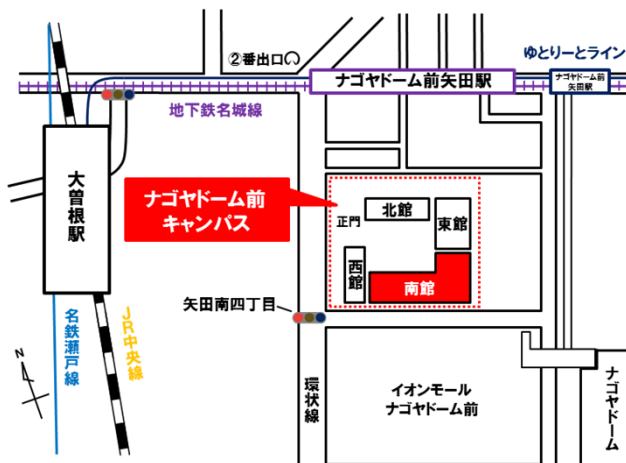 ②番出口
ゆとりーとライン
ナゴヤドーム前矢田駅
ナゴヤドーム前
矢田駅
地下鉄名城線
大曽根駅
ナゴヤドーム前
キャンパス
正門
北館
東館
西館
南館
矢田南四丁目
名鉄瀬戸線
JR中央線
N
環状線
イオンモール
ナゴヤドーム前
ナゴヤドーム